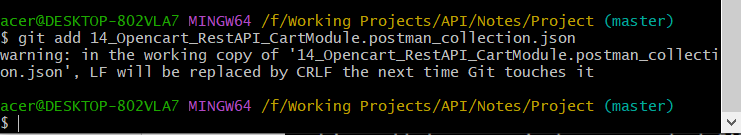 acer@DESKTOP-802VLA7 MINGW64 /f/Working Projects/API/Notes/Project (master)
$ git add 14_Opencart_RestAPI_CartModule.postman_collection.json
warning: in the working copy of '14_Opencart_RestAPI_CartModule.postman_collecti
on.json', LF will be replaced by CRLF the next time Git touches it
acer@DESKTOP-802VLA7 MINGW64 /f/Working Projects/API/Notes/Project (master)
$